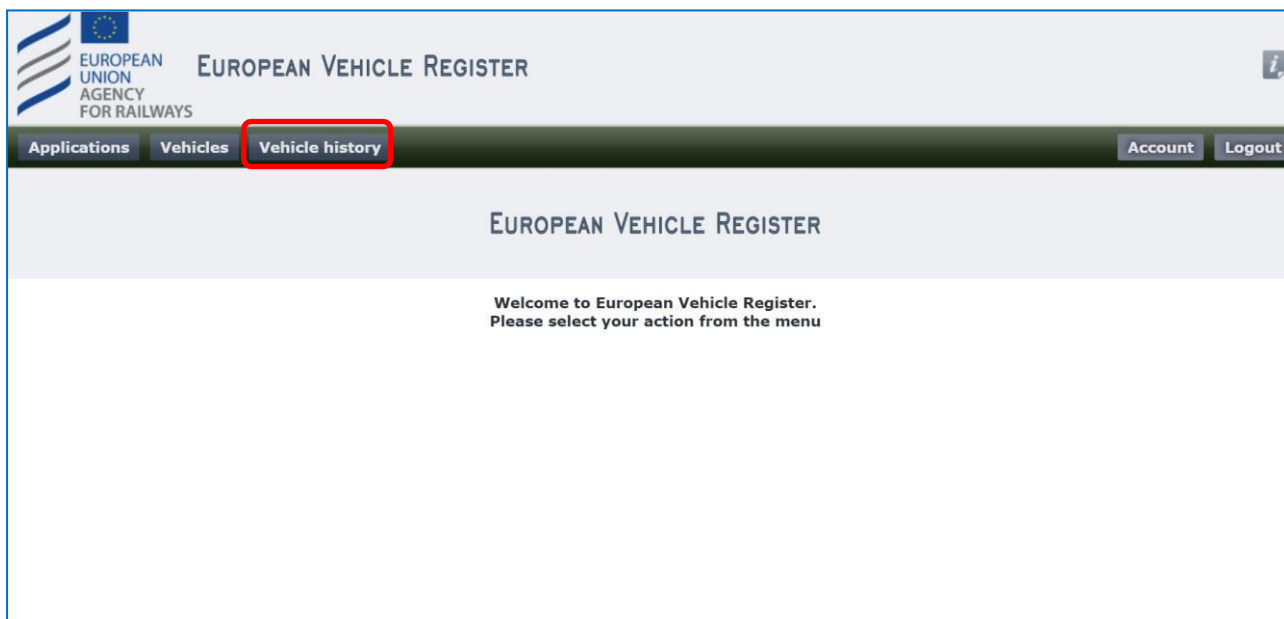 EUROPEAN
UNION
AGENCY
FOR RAILWAYS
EUROPEAN VEHICLE REGISTER
i
Applications Vehicles Vehicle history Account Logout
EUROPEAN VEHICLE REGISTER
Welcome to European Vehicle Register.
Please select your action from the menu